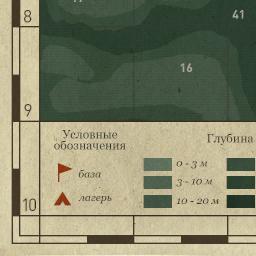 8
41
16
9
Условные
обозначения
Глубина
база
0 - 3 м
3 - 10 м
лагерь
10 - 20 м
10